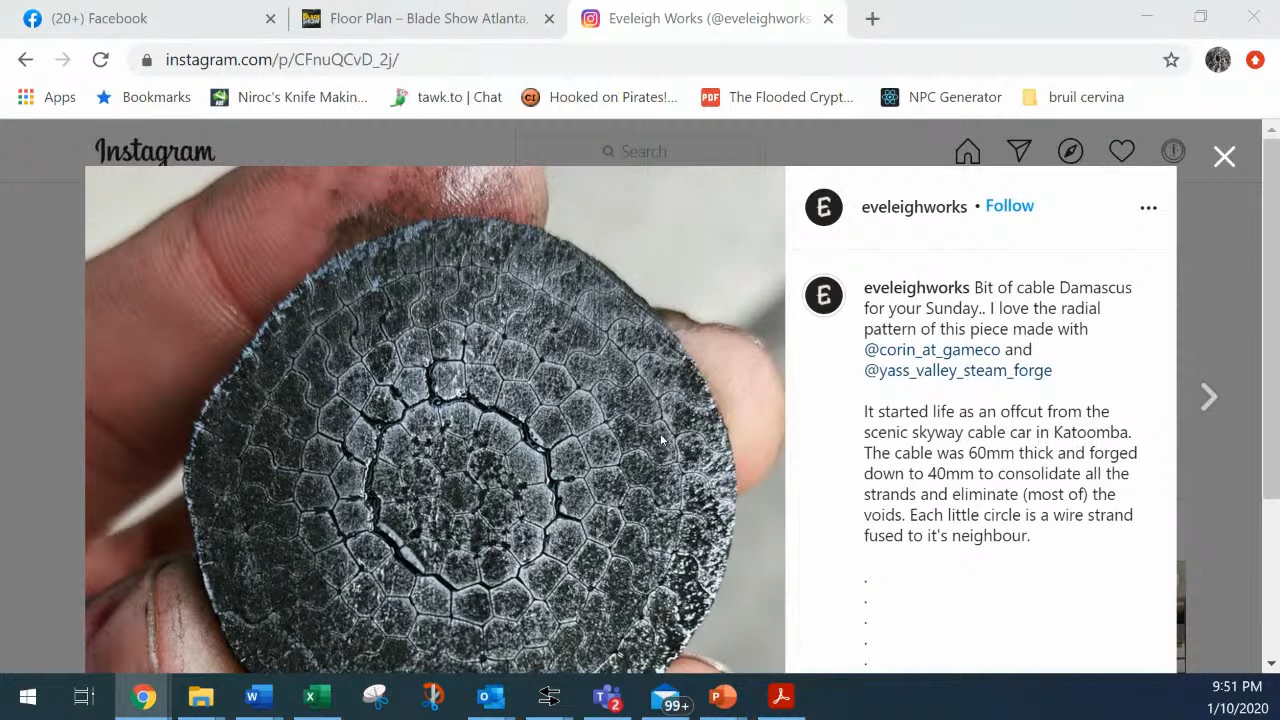 (20+) Facebook
Floor Plan – Blade Show Atlanta,
Eveleigh Works (@eveleighworks
instagram.com/p/CFnuQCvD_2j/
Apps
Bookmarks
Niroc's Knife Makin...
tawk.to | Chat
Hooked on Pirates!...
PDF
The Flooded Crypt...
NPC Generator
bruil cervina
Instagram
Search
E
eveleighworks • Follow
E
eveleighworks Bit of cable Damascus
for your Sunday.. I love the radial
pattern of this piece made with
@corin_at_gameco and
@yass_valley_steam_forge
It started life as an offcut from the
scenic skyway cable car in Katoomba.
The cable was 60mm thick and forged
down to 40mm to consolidate all the
strands and eliminate (most of) the
voids. Each little circle is a wire strand
fused to it's neighbour.
.
.
.
.
.
2
99+
9:51 PM
1/10/2020